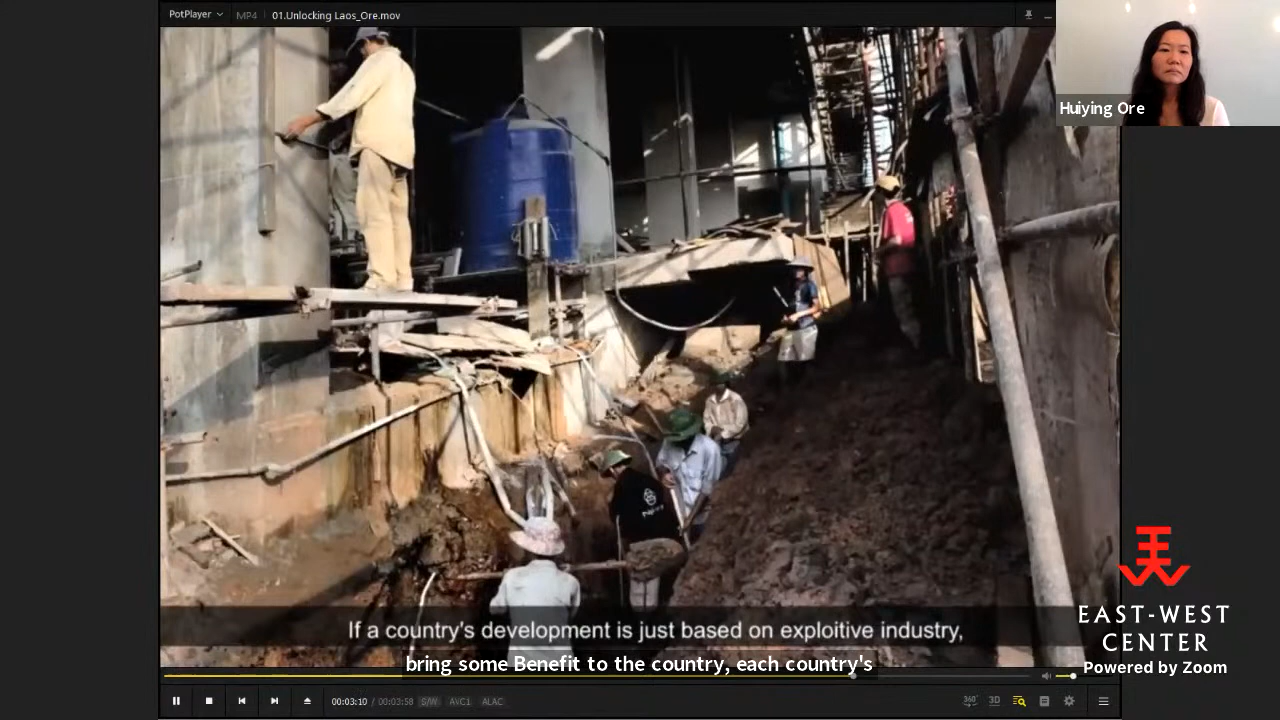 PotPlayer
MP4
01.Unlocking Laos_Ore.mov
Huiying Ore
If a country's development is just based on exploitive industry,
bring some Benefit to the country, each country's
EAST-WEST
CENTER
Powered by Zoom
00:03:10 / 00:03:58
S/W
AVC1
ALAC
360°
3D